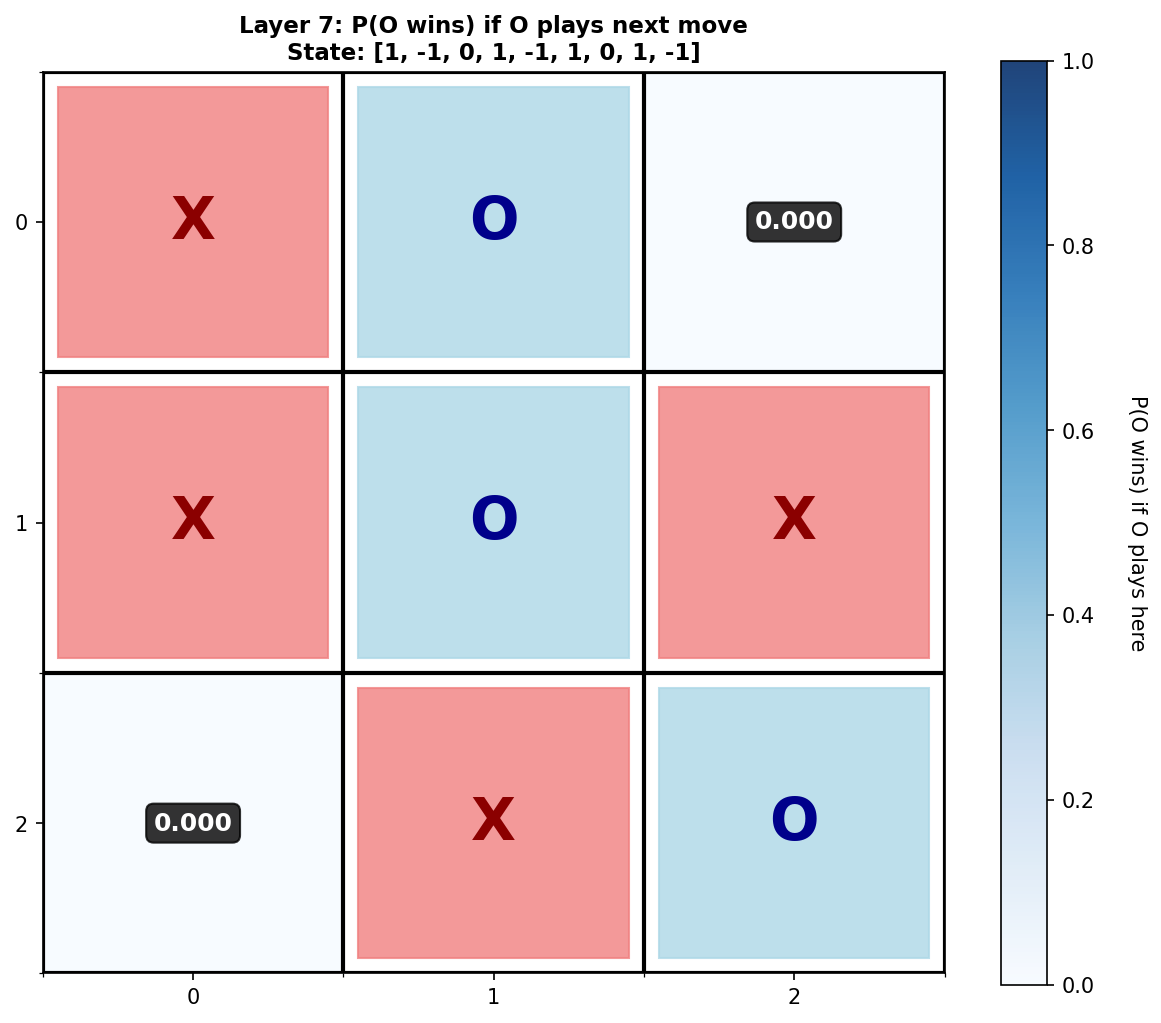 Layer 7: P(O wins) if O plays next move
State: [1, -1, 0, 1, -1, 1, 0, 1, -1]
X
O
0.000
X
O
X
0.000
X
O
0
1
2
0
1
2
1.0
0.8
0.6
0.4
0.2
0.0
P(O wins) if O plays here